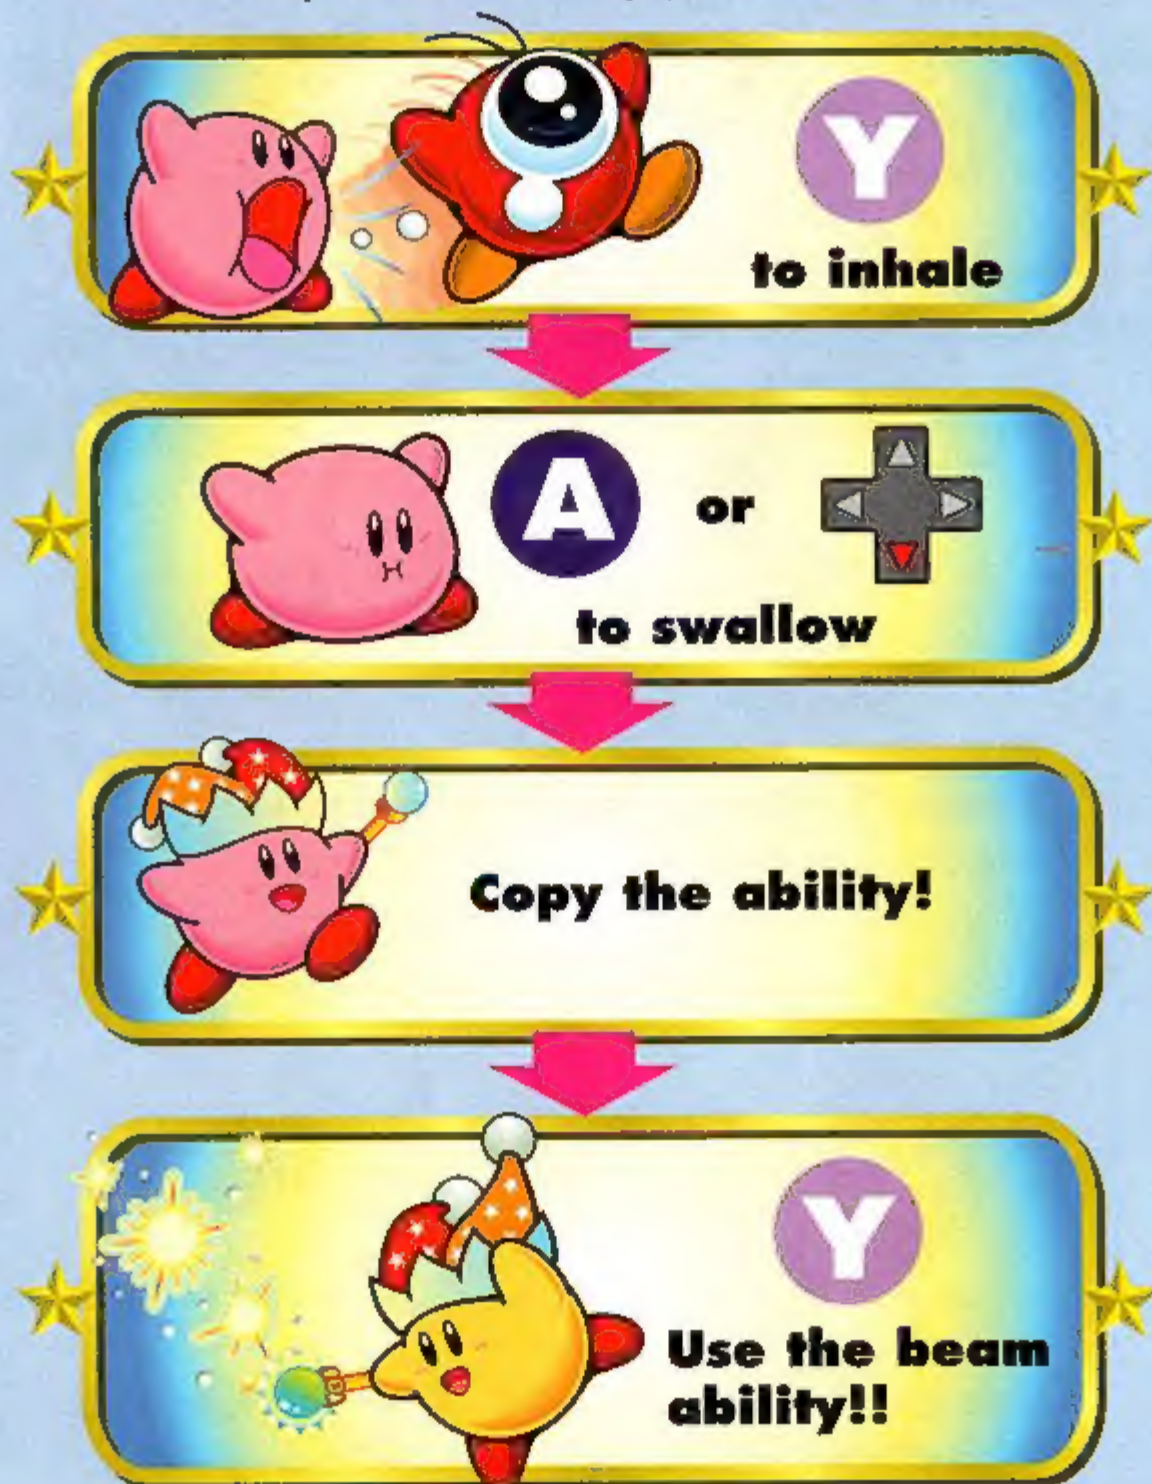 Y
to inhale
A or
to swallow
Copy the ability!
Y
Use the beam
ability!!